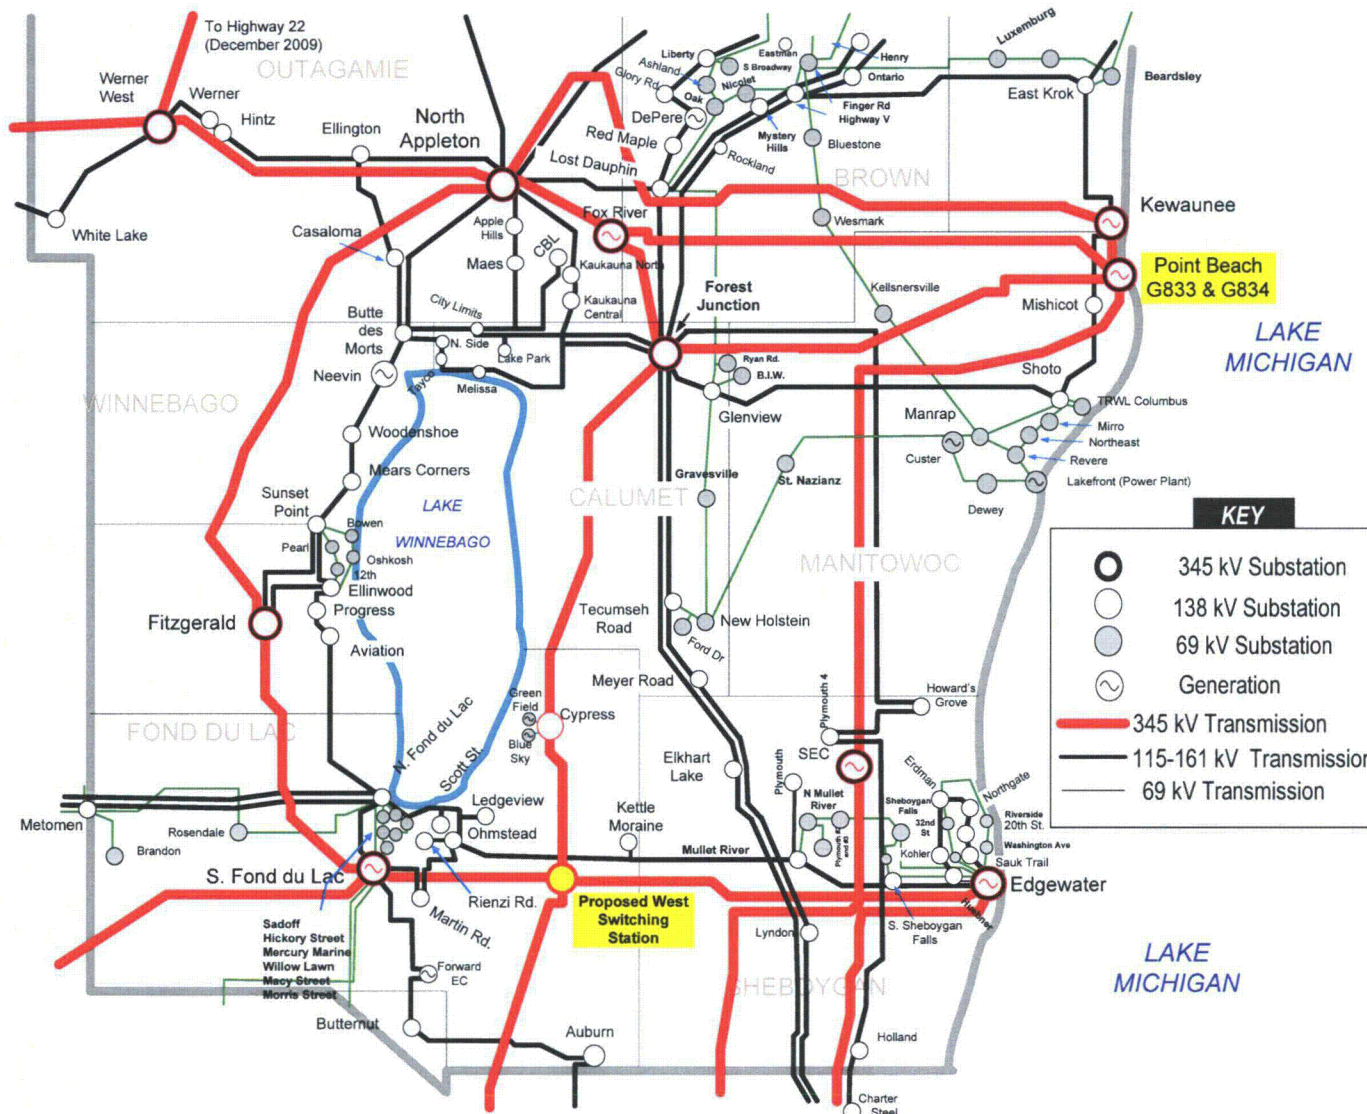 To Highway 22
(December 2009)
OUTAGAMIE
Werner
West
Werner
Hintz
Ellington
North
Appleton
White Lake
Casaloma
Liberty
Ashland
Glory Rd
Oak
DePere
Red Maple
Lost Dauphin
Eastman
S Broadway
Nicolet
Henry
Ontario
Finger Rd
Highway V
Mystery
Hills
Rockland
Bluestone
Luxemburg
Beardsley
East Krok
BROWN
Wesmark
Kewaunee
Fox River
Apple
Hills
Maes
CBL
Kaukauna North
Kaukauna
Central
City Limits
Forest
Junction
Kellsnersville
Point Beach
G833 & G834
Mishicot
LAKE
MICHIGAN
Butte
des
Morts
N. Side
Lake Park
Tayco
Melissa
Neevin
WINNEBAGO
Ryan Rd.
B.I.W.
Glenview
Shoto
TRWL Columbus
Manrap
Mirro
Northeast
Revere
Custer
Lakefront (Power Plant)
Dewey
Woodenshoe
Mears Corners
Sunset
Point
Bowen
Pearl
Oshkosh
12th
Ellinwood
Progress
Aviation
Fitzgerald
LAKE
WINNEBAGO
Gravesville
St. Nazianz
CALUMET
MANITOWOC
KEY
345 kV Substation
138 kV Substation
69 kV Substation
Generation
345 kV Transmission
115-161 kV Transmission
69 kV Transmission
Tecumseh
Road
New Holstein
Ford Dr
Meyer Road
Green
Field
Blue
Sky
Cypress
FOND DU LAC
N. Fond du Lac
Scott St.
Elkhart
Lake
Plymouth 4
Howard's
Grove
SEC
Plymouth
N Mullet
River
Plymouth #2
and #3
Sheboygan
Falls
32nd
St
Erdman
Northgate
Riverside
20th St.
Washington Ave
Sauk Trail
Kohler
Edgewater
Huebner
S. Sheboygan
Falls
Metomen
Rosendale
Brandon
Ledgeview
Ohmstead
Kettle
Moraine
Mullet River
S. Fond du Lac
Rienzi Rd.
Martin Rd.
Proposed West
Switching
Station
Sadoff
Hickory Street
Mercury Marine
Willow Lawn
Macy Street
Morris Street
Forward
EC
Butternut
Auburn
Lyndon
SHEBOYGAN
Holland
Charter
Steel
LAKE
MICHIGAN